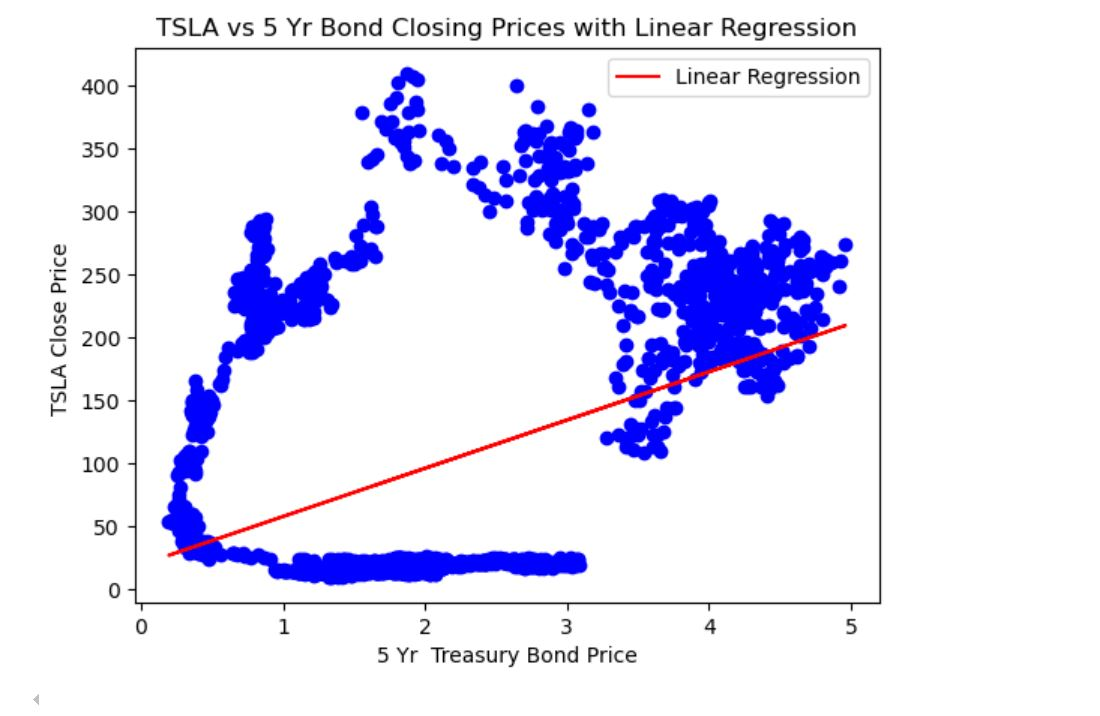 TSLA vs 5 Yr Bond Closing Prices with Linear Regression
Linear Regression
TSLA Close Price
400
350
300
250
200
150
100
50
0
0 1 2 3 4 5
5 Yr  Treasury Bond Price